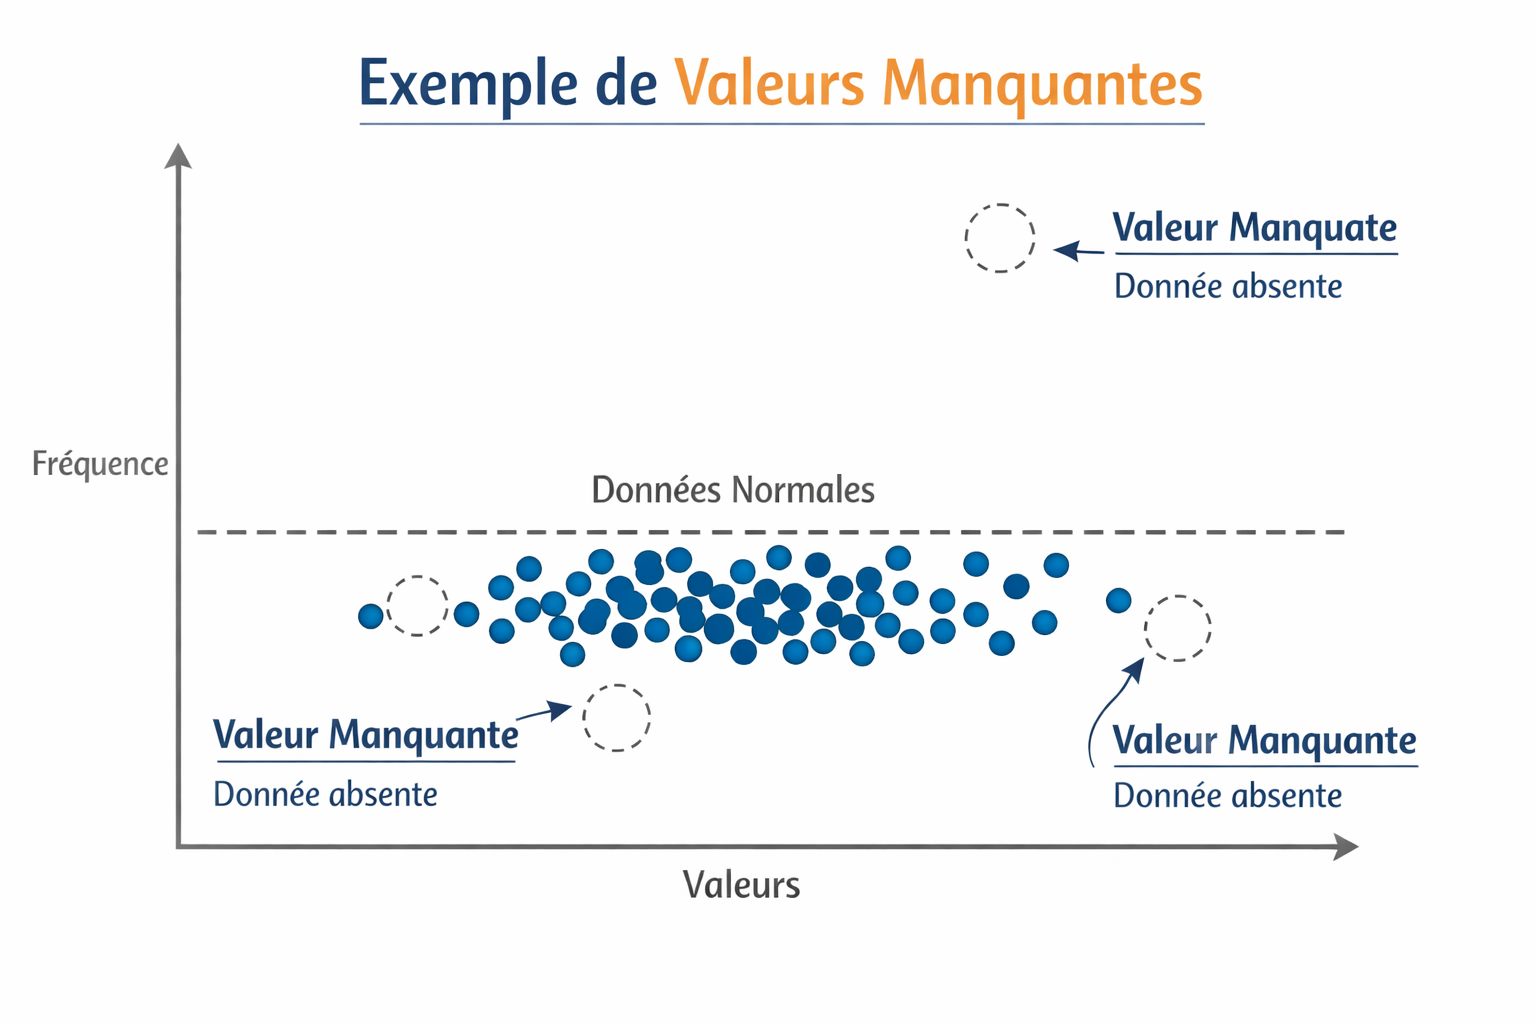 Exemple de Valeurs Manquantes
Valeur Manquate
Donnée absente
Fréquence
Données Normales
Valeur Manquante
Donnée absente
Valeur Manquante
Donnée absente
Valeurs